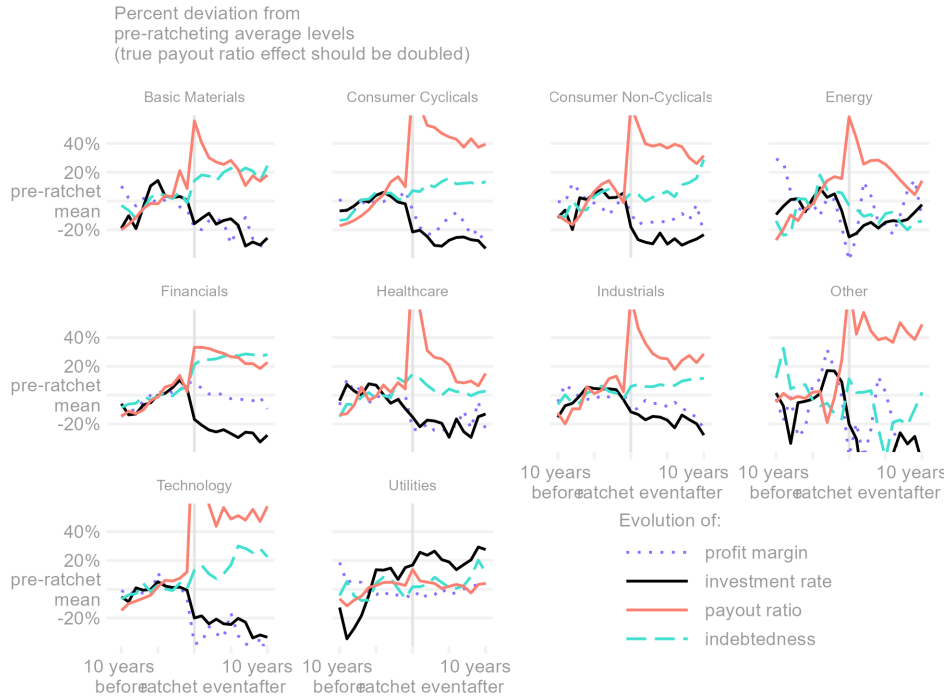 Percent deviation from
pre-ratcheting average levels
(true payout ratio effect should be doubled)
Basic Materials
Consumer Cyclicals
Consumer Non-Cyclicals
Energy
40%
20%
pre-ratchet
mean
-20%
Financials
Healthcare
Industrials
Other
40%
20%
pre-ratchet
mean
-20%
10 years
before
ratchet event
10 years
after
10 years
before
ratchet event
10 years
after
Technology
Utilities
40%
20%
pre-ratchet
mean
-20%
10 years
before
ratchet event
10 years
after
10 years
before
ratchet event
10 years
after
Evolution of:
profit margin
investment rate
payout ratio
indebtedness